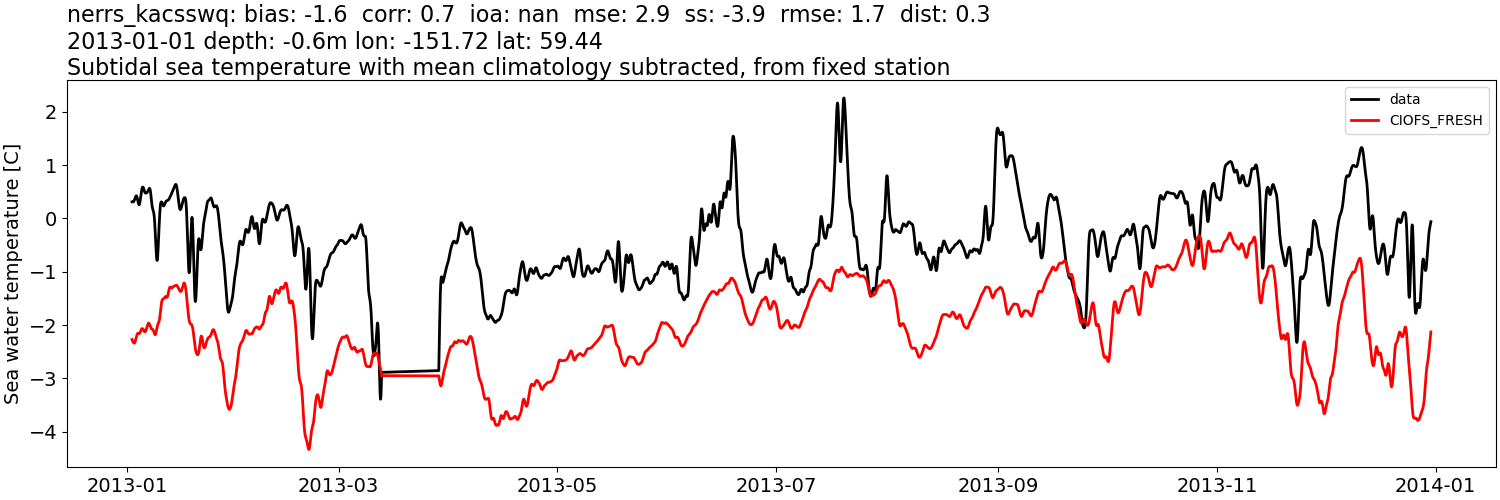 nerrs_kacsswq: bias: -1.6  corr: 0.7  ioa: nan  mse: 2.9  ss: -3.9  rmse: 1.7  dist: 0.3
2013-01-01 depth: -0.6m lon: -151.72 lat: 59.44
Subtidal sea temperature with mean climatology subtracted, from fixed station
data
CIOFS_FRESH
Sea water temperature [C]
2
1
0
−1
−2
−3
−4
2013-01
2013-03
2013-05
2013-07
2013-09
2013-11
2014-01